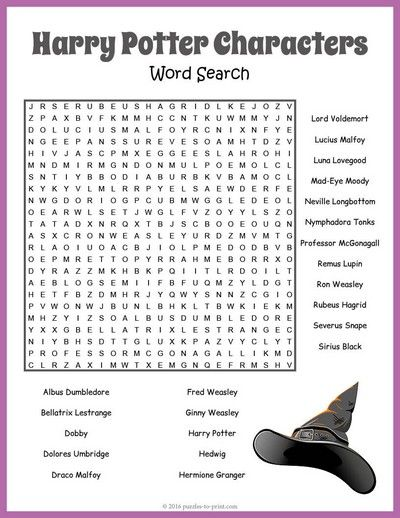 Harry Potter Characters
Word Search
J R S E R U B E U S H A G R I D L K E J O Z V
Z P A X B V F K M M H C C N T K U W M M Y J N
D O L U C I U S M A L F O Y R C N I X N F Y E
N G E E P A N S S U R E V E S O A M H T D Z V
H I V J A S C P M X E G G E E S L A H R O H I
M N D M I R M G N D O N M U L P O E M O L C L
S N T I Y B B O D I A B U R B K V B A M O C L
K Y K Y V L M L R R P Y E L S A E W D E R F E
N W G D O R I O G P C U B M W G G L E D E O L
O E A R W L S E T J W G L F V Z O Y Y L S Z O
T A T A D X N R Q X T B J S C B O O E O U Q N
A S X C R O N W E A S L E Y U R D Z M V M T G
R L A O I U O A C B J I O L P M E D O D B V B
O E P M R E T T O P Y R R A H M E B O R R X O
D Y R A Z Z M K H B K P Q I I T L R D O I L T
A E B L O G S E M I I F B F U Q M Z Y L D G T
H E T F B Z D M H R J Y Q W Y S N N Z C G I O
P V W O N W J B U N L B H K L T B W K I E K M
M H Z Y I Z S O A L B U S D U M B L E D O R E
Y X X G B E L L A T R I X L E S T R A N G E C
N I Y B H S D T T G L U X K P A Z V Y C L Y T
P R O F E S S O R M C G O N A G A L L I K M D
C L R Z A X I M W T X E M G N Q E F R M S H V
Lord Voldemort
Lucius Malfoy
Luna Lovegood
Mad-Eye Moody
Neville Longbottom
Nymphadora Tonks
Professor McGonagall
Remus Lupin
Ron Weasley
Rubeus Hagrid
Severus Snape
Sirius Black
Albus Dumbledore
Bellatrix Lestrange
Dobby
Dolores Umbridge
Draco Malfoy
Fred Weasley
Ginny Weasley
Harry Potter
Hedwig
Hermione Granger
© 2016 puzzles-to-print.com